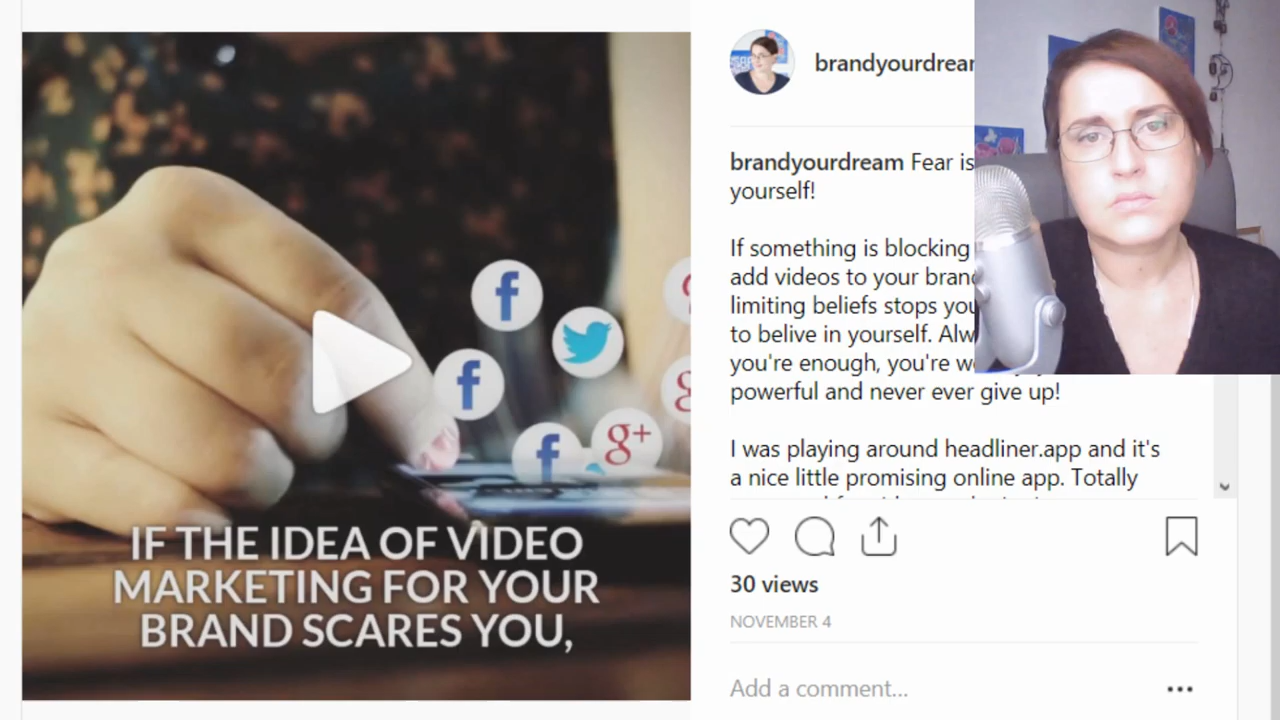 brandyourdrear
brandyourdream Fear is
yourself!
If something is blocking
add videos to your bran
limiting beliefs stops you
to belive in yourself. Alw
you're enough, you're w
powerful and never ever give up!
I was playing around headliner.app and it's
a nice little promising online app. Totally
30 views
NOVEMBER 4
Add a comment...
IF THE IDEA OF VIDEO
MARKETING FOR YOUR
BRAND SCARES YOU,
f
f
f
g+